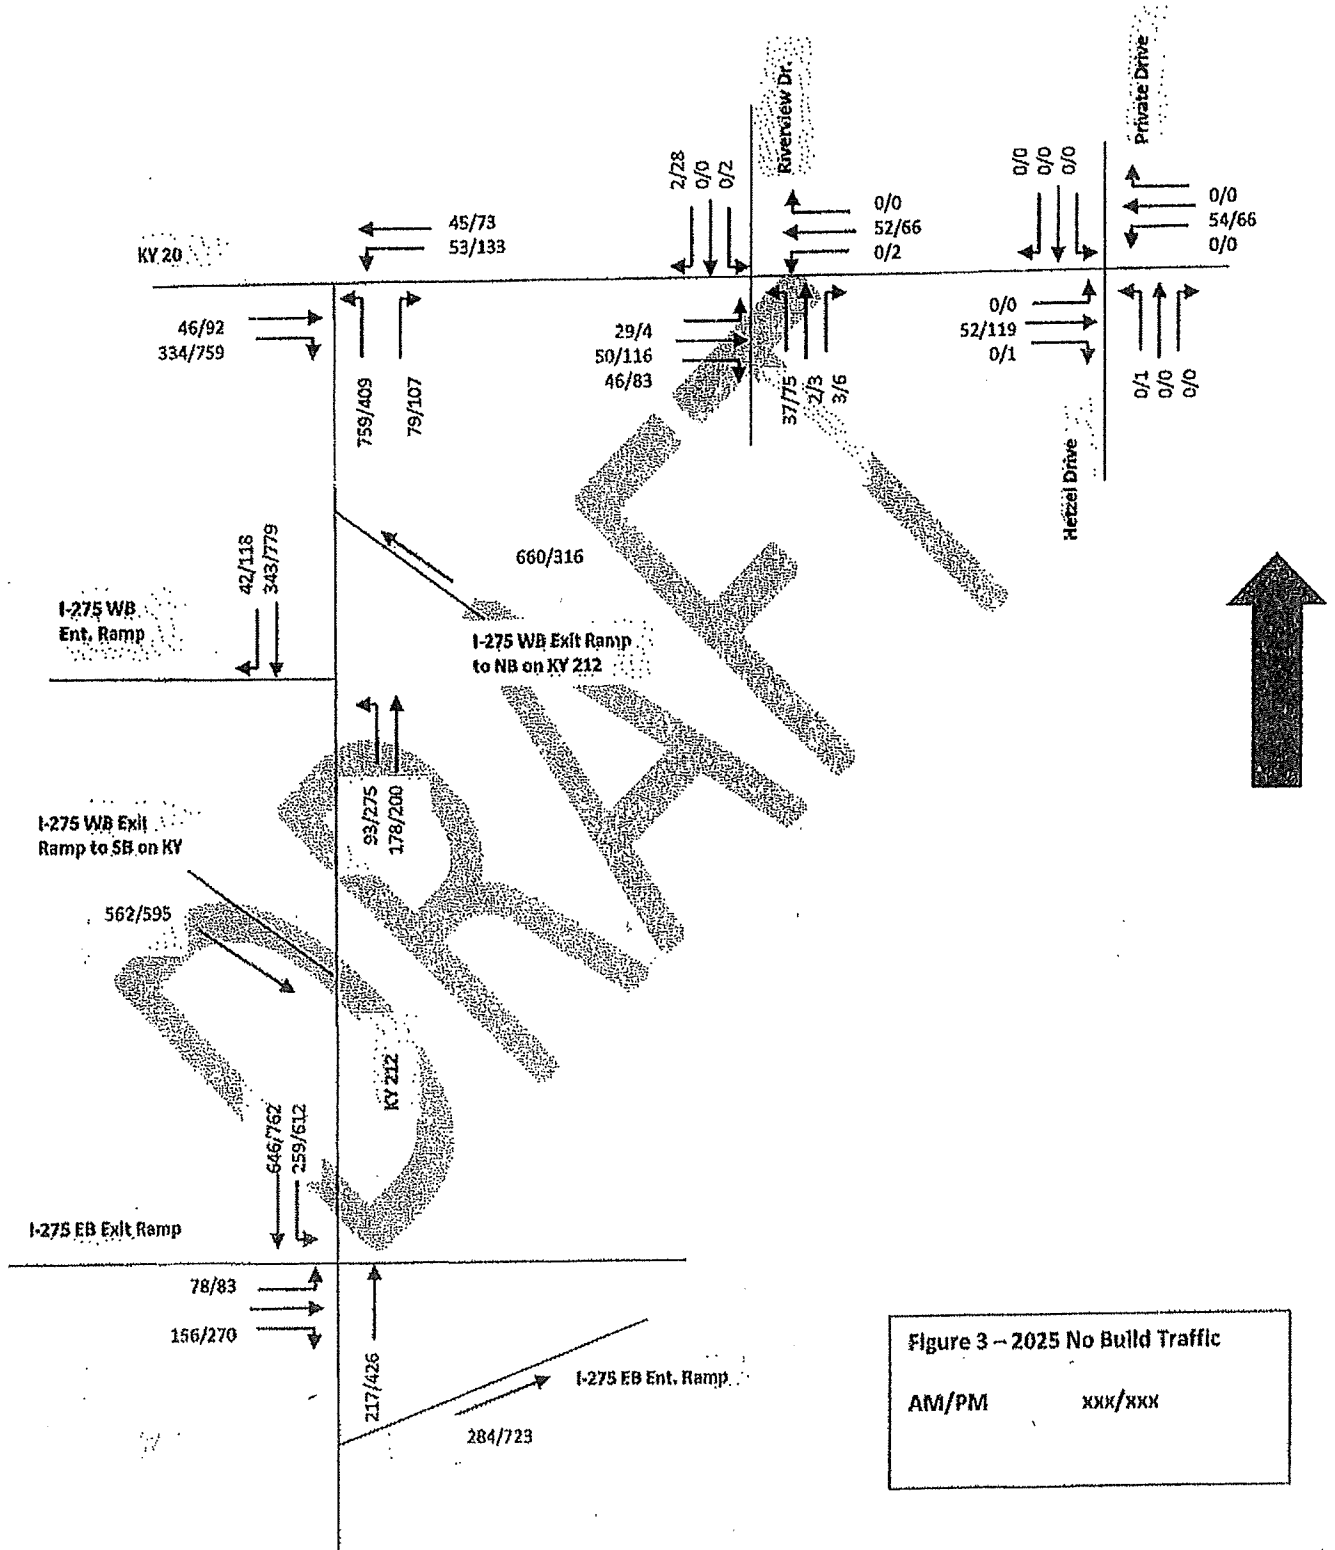 Riverview Dr.
Private Drive
2/28
0/0
0/2
0/0
0/0
0/0
0/0
52/66
0/2
0/0
54/66
0/0
KY 20
45/73
53/133
46/92
334/759
29/4
50/116
46/83
0/0
52/119
0/1
759/409
79/107
37/75
2/3
3/6
0/1
0/0
0/0
Hetzel Drive
42/118
343/779
660/316
I-275 WB
Ent. Ramp
I-275 WB Exit Ramp
to NB on KY 212
93/275
178/200
I-275 WB Exit
Ramp to SB on KY
562/595
KY 212
646/762
259/612
I-275 EB Exit Ramp
78/83
156/270
217/426
I-275 EB Ent. Ramp
284/723
DRAFT
Figure 3 – 2025 No Build Traffic
AM/PM xxx/xxx